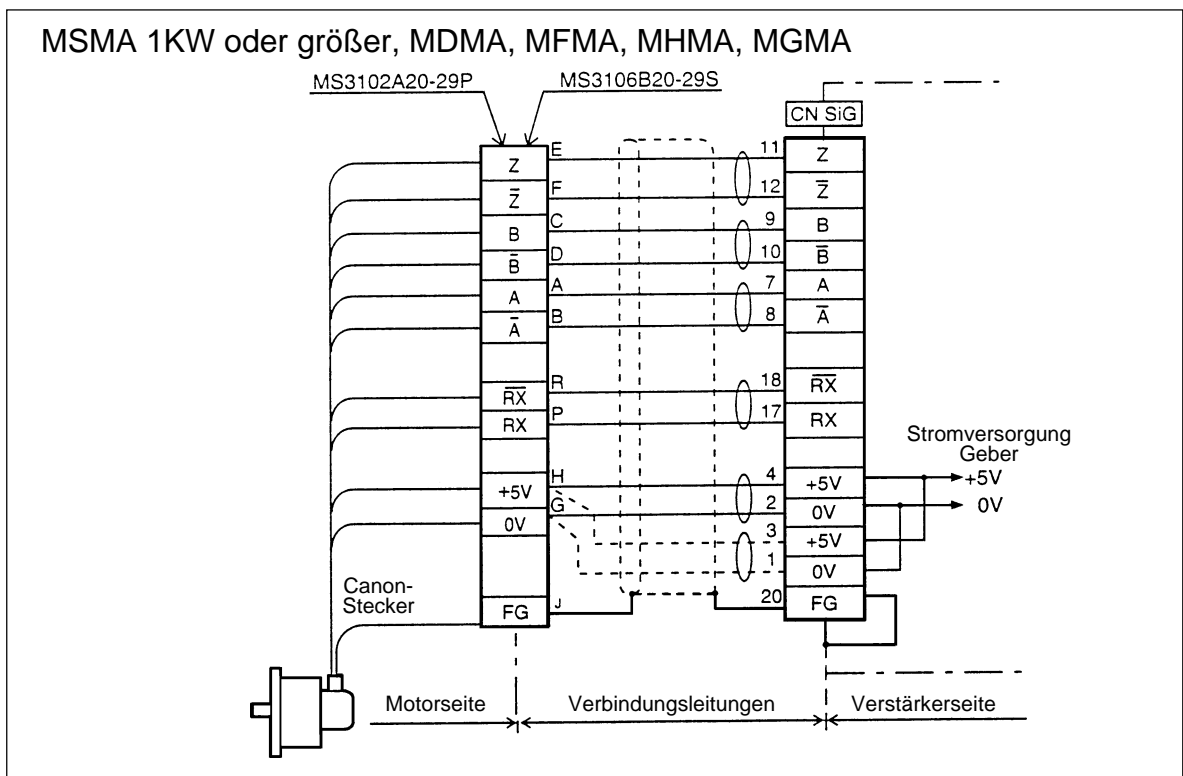 MSMA 1KW oder größer, MDMA, MFMA, MHMA, MGMA
MS3102A20-29P MS3106B20-29S
CN SiG
Z E 11 Z
Z̅ F 12 Z̅
B C 9 B
B̅ D 10 B̅
A A 7 A
A̅ B 8 A̅
R̅X̅ R 18 R̅X̅
RX P 17 RX
Stromversorgung
Geber
+5V H 4 +5V +5V
0V G 2 0V 0V
3 +5V
1 0V
Canon-
Stecker
FG J 20 FG
Motorseite Verbindungsleitungen Verstärkerseite